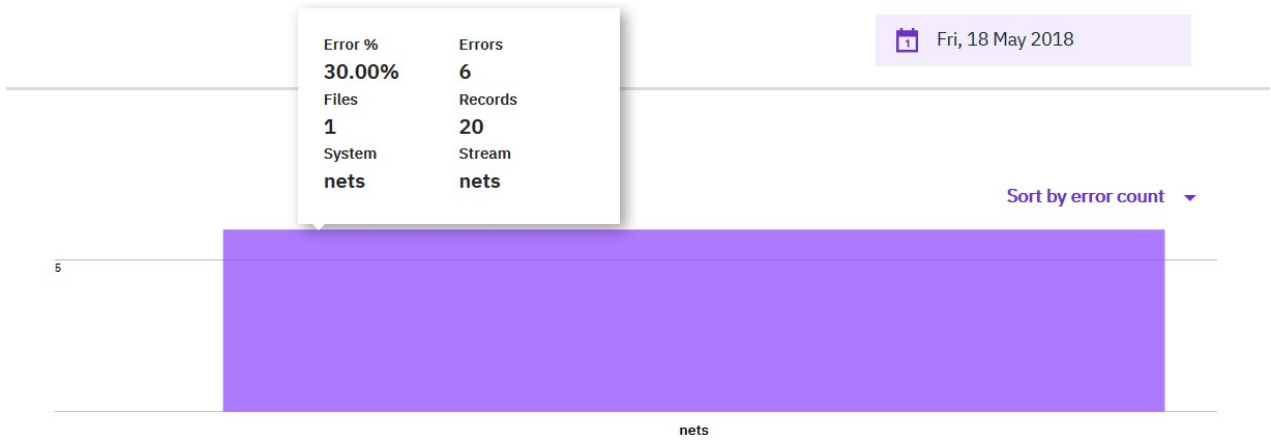 Error % Errors
30.00% 6
Files Records
1 20
System Stream
nets nets
1 Fri, 18 May 2018
Sort by error count
5
nets